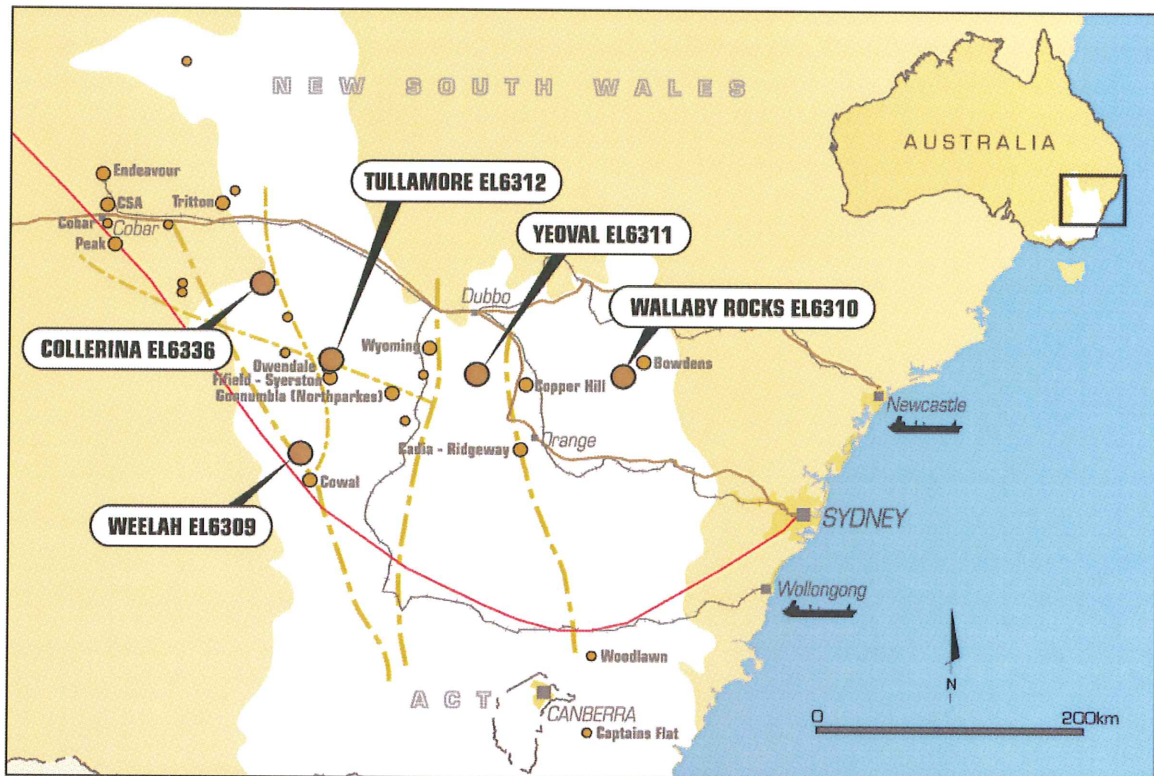 NEW SOUTH WALES
AUSTRALIA
Endeavour
TULLAMORE EL6312
CSA
Tritton
Cobar
Cobar
YEOVAL EL6311
Peak
Dubbo
WALLABY ROCKS EL6310
COLLERINA EL6336
Wyoming
Owendale
Bowdens
Fifield - Syerston
Goonumbla (Northparkes)
Copper Hill
Newcastle
Orange
Cadia - Ridgeway
Cowal
WEELAH EL6309
SYDNEY
Wollongong
Woodlawn
N
ACT
CANBERRA
0 200km
Captains Flat